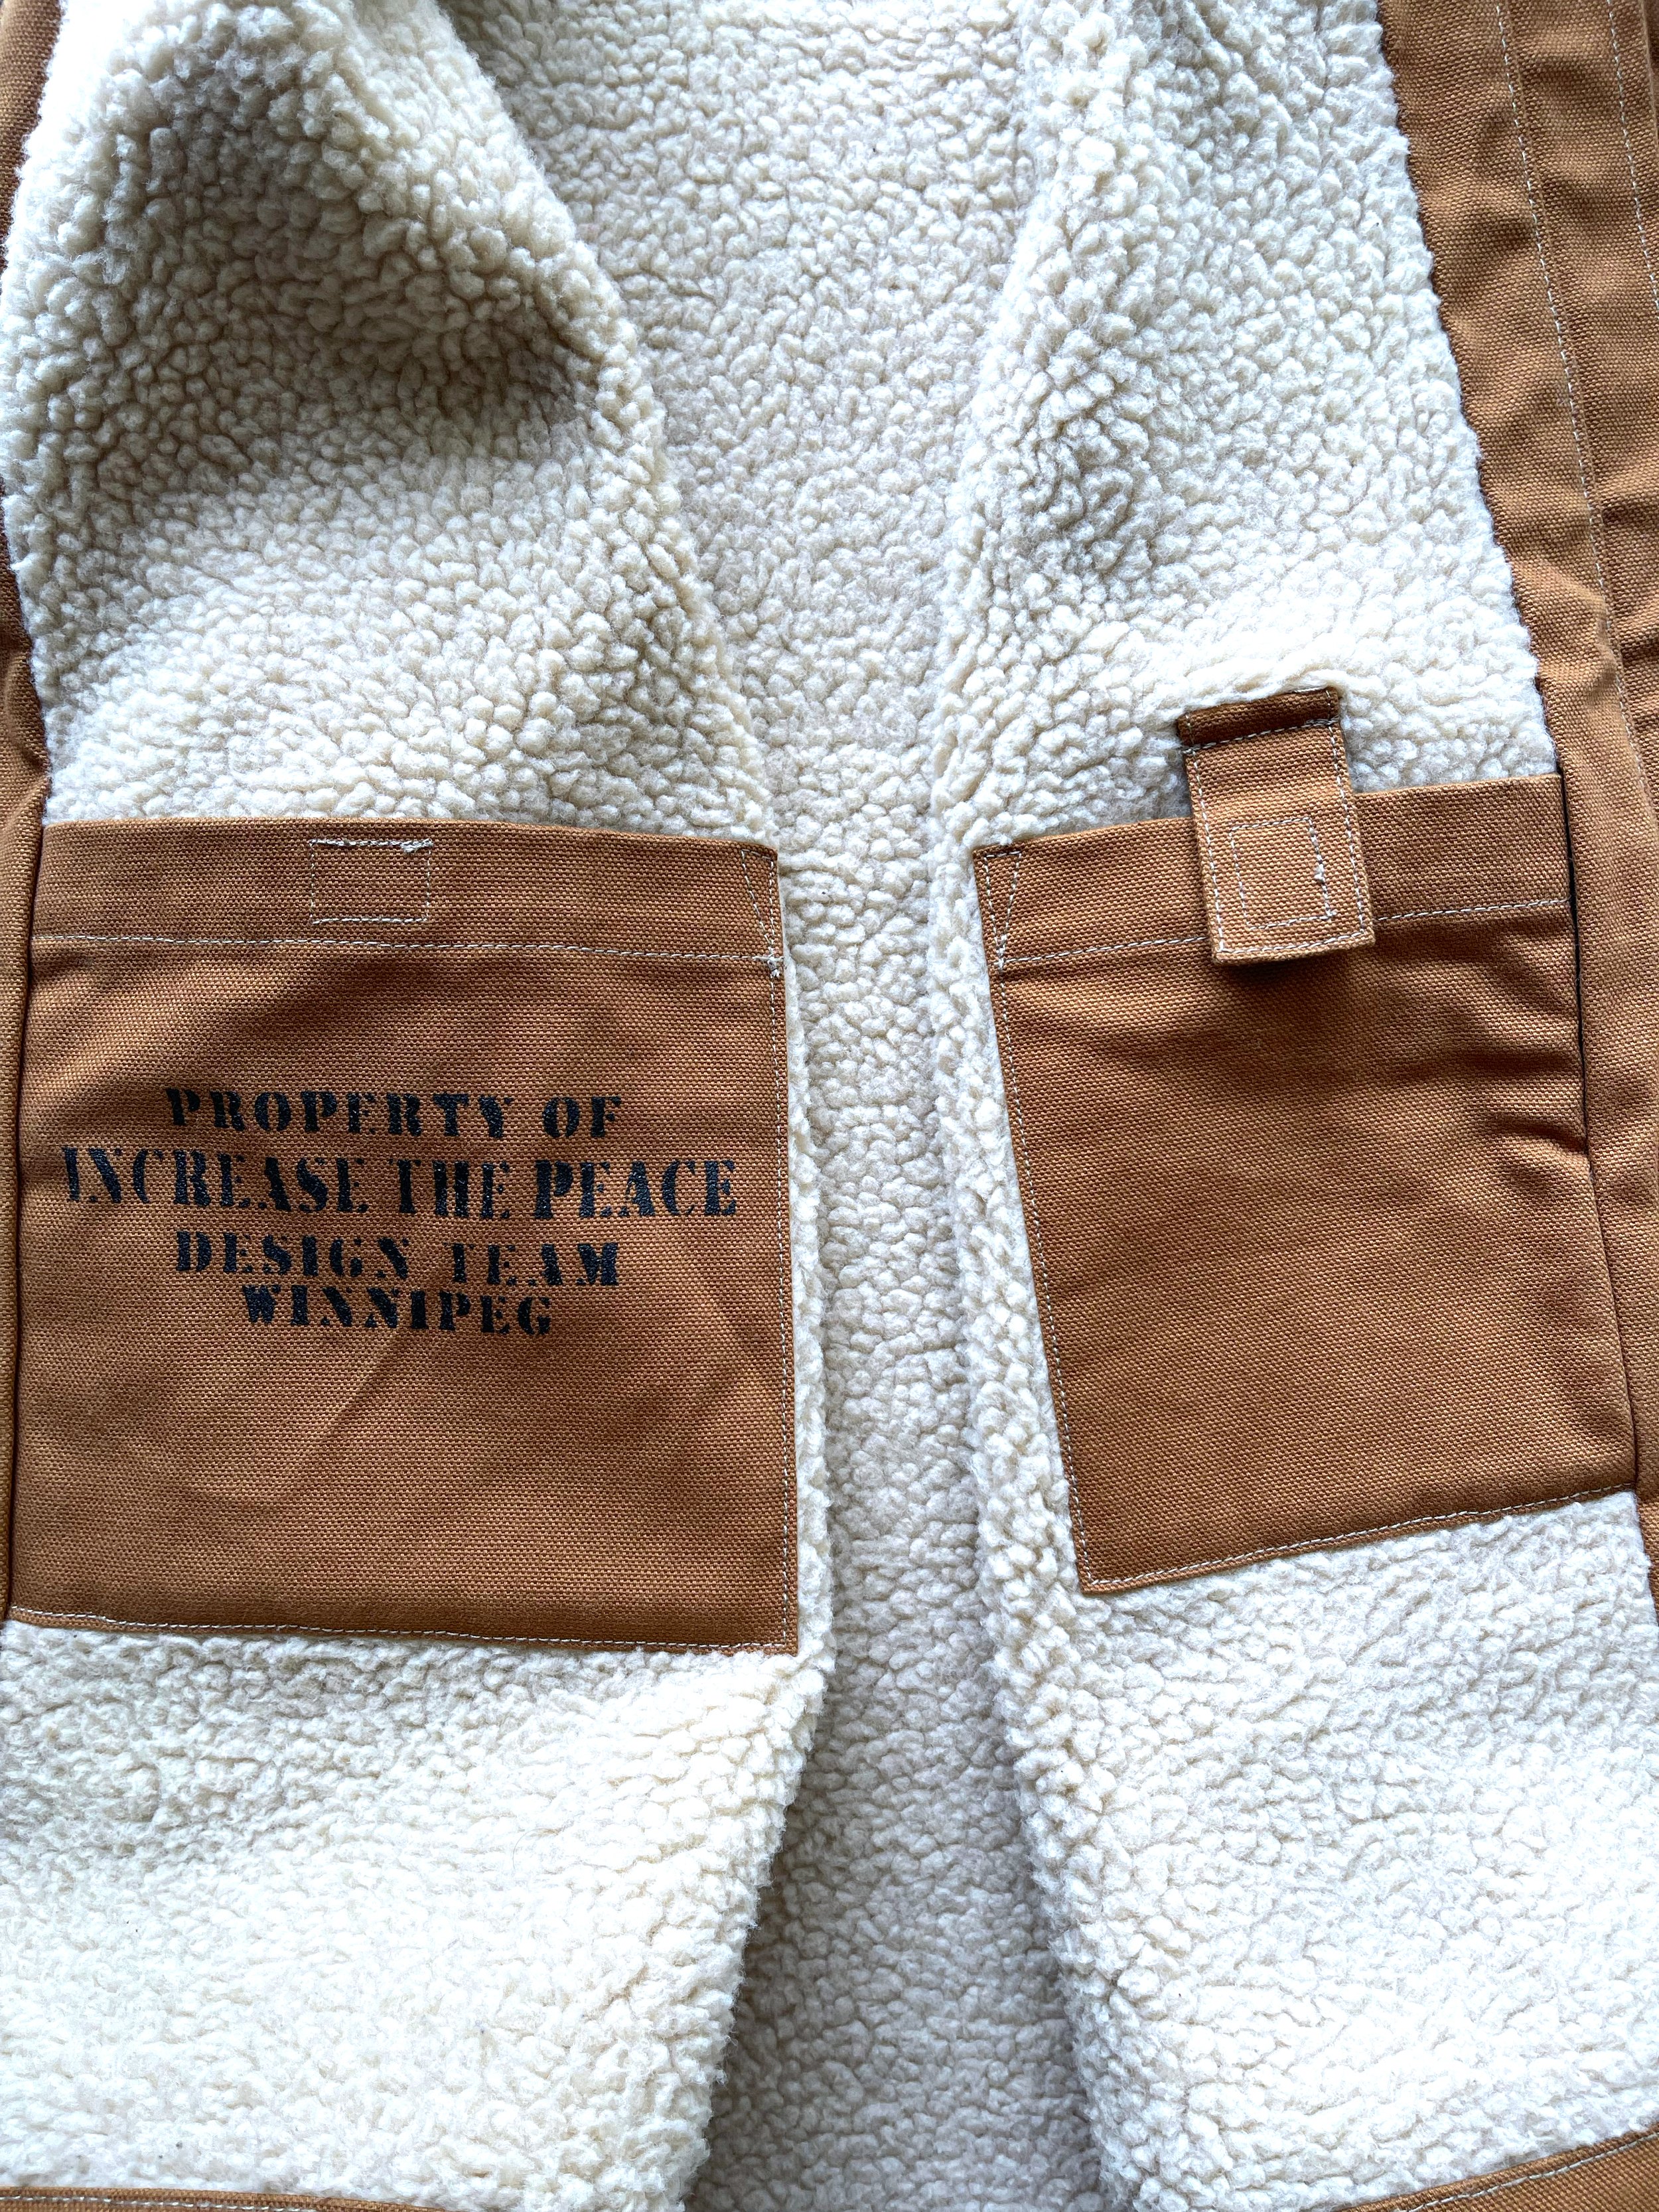 PROPERTY OF
INCREASE THE PEACE
DESIGN TEAM
WINNIPEG